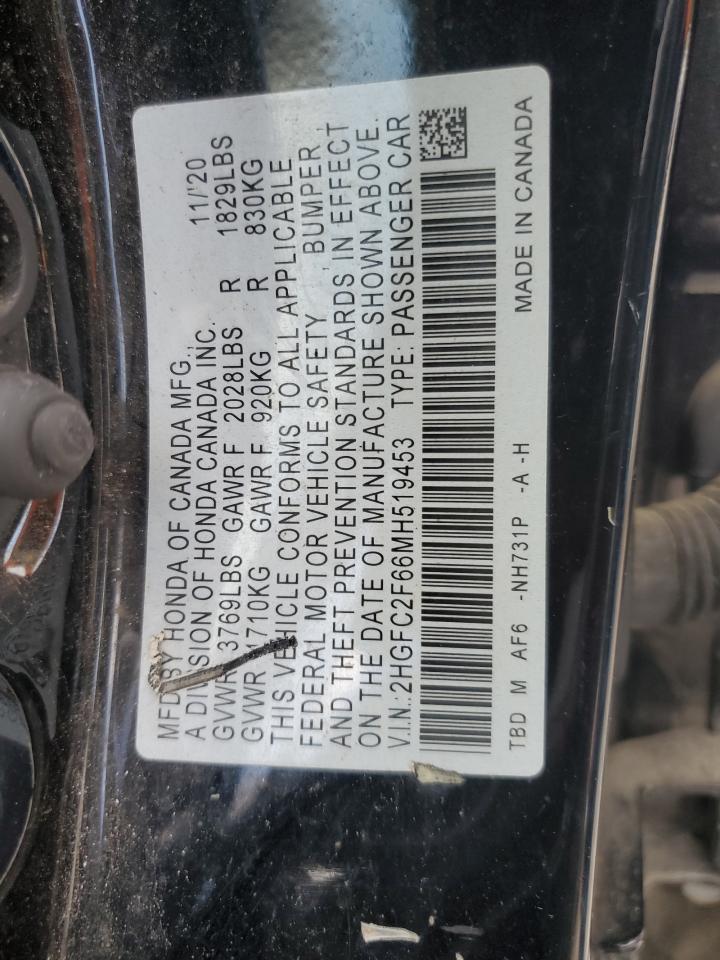 MFD. BY HONDA OF CANADA MFG.,
A DIVISION OF HONDA CANADA INC. 11/'20
GVWR 3769LBS GAWR F 2028LBS R 1829LBS
GVWR 1710KG GAWR F 920KG R 830KG
THIS VEHICLE CONFORMS TO ALL APPLICABLE
FEDERAL MOTOR VEHICLE SAFETY , BUMPER ,
AND THEFT PREVENTION STANDARDS IN EFFECT
ON THE DATE OF MANUFACTURE SHOWN ABOVE.
V.I.N.: 2HGFC2F66MH519453 TYPE: PASSENGER CAR
TBD M AF6 -NH731P -A -H MADE IN CANADA